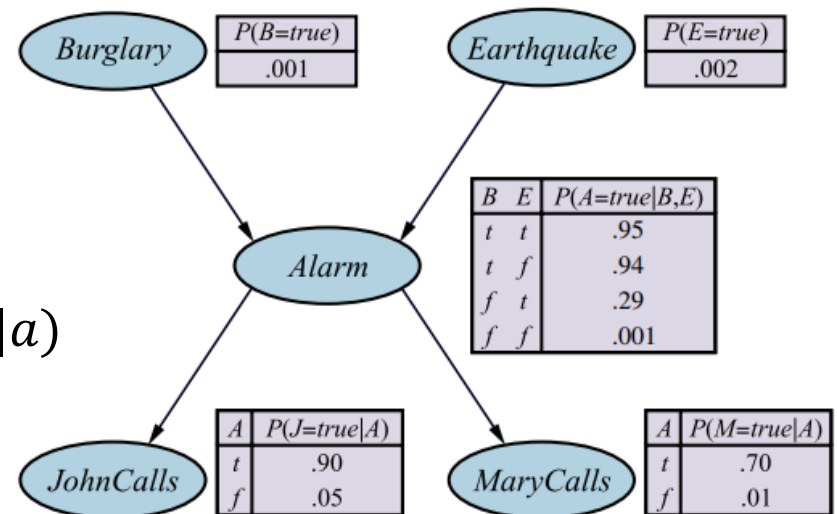 Burglary
P(B=true)
.001
Earthquake
P(E=true)
.002
B E P(A=true|B,E)
t t .95
t f .94
f t .29
f f .001
Alarm
|a)
A P(J=true|A)
t .90
f .05
JohnCalls
A P(M=true|A)
t .70
f .01
MaryCalls